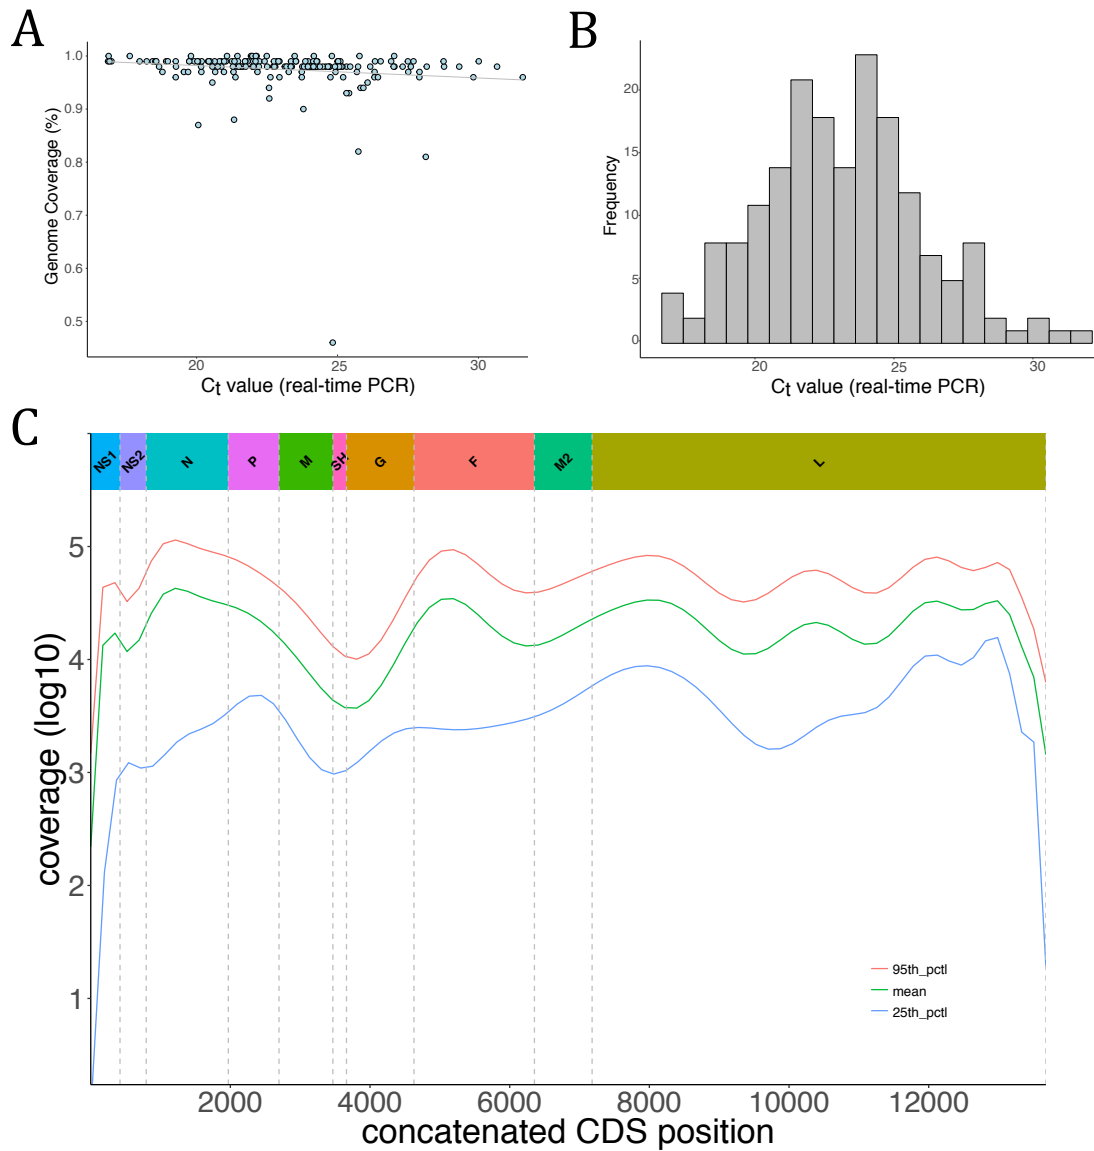 A
1.0
0.9
0.8
0.7
0.6
0.5
Genome Coverage (%)
20 25 30
Ct value (real-time PCR)
B
20
15
10
5
0
Frequency
20 25 30
Ct value (real-time PCR)
C
NS1 NS2 N P M SH G F M2 L
5
4
3
2
1
coverage (log10)
95th_pctl
mean
25th_pctl
2000 4000 6000 8000 10000 12000
concatenated CDS position